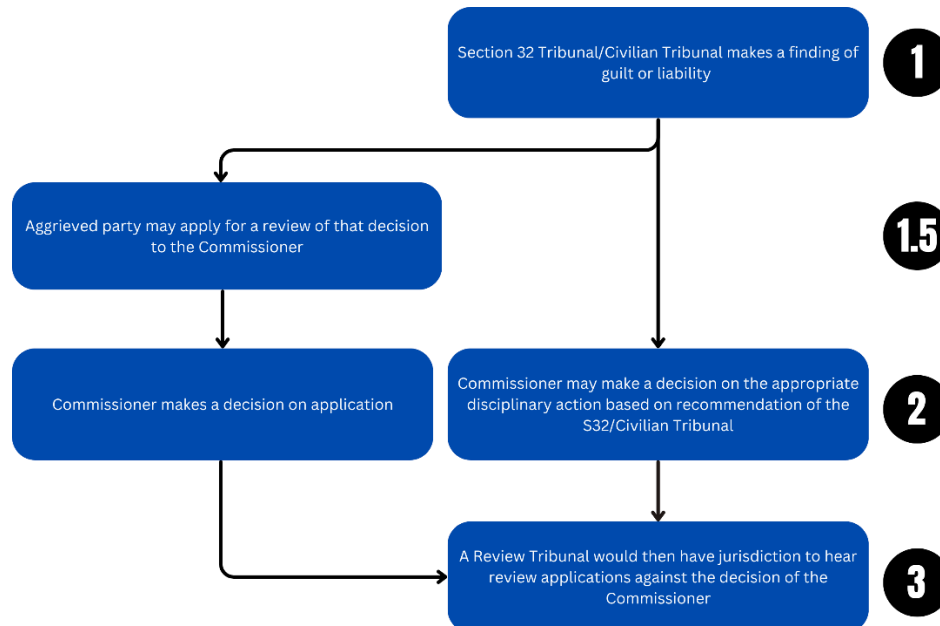 Section 32 Tribunal/Civilian Tribunal makes a finding of
guilt or liability
1
Aggrieved party may apply for a review of that decision
to the Commissioner
1.5
Commissioner makes a decision on application
Commissioner may make a decision on the appropriate
disciplinary action based on recommendation of the
S32/Civilian Tribunal
2
A Review Tribunal would then have jurisdiction to hear
review applications against the decision of the
Commissioner
3